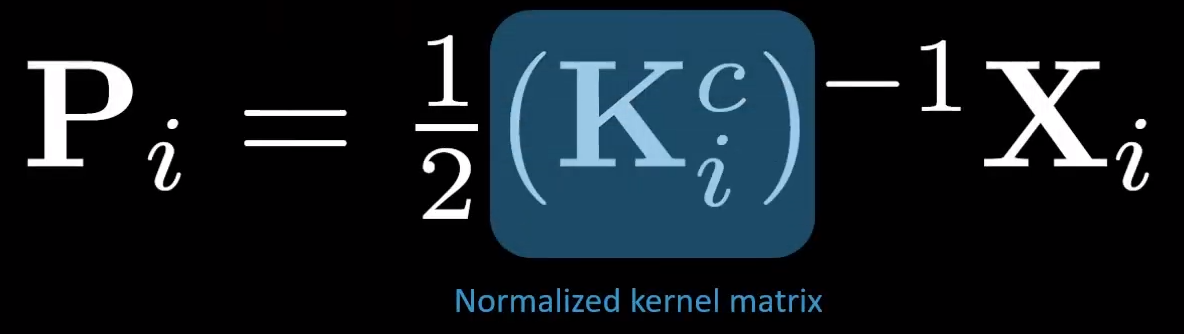 P_i = 1/2 (K_i^c)^{-1} X_i
Normalized kernel matrix